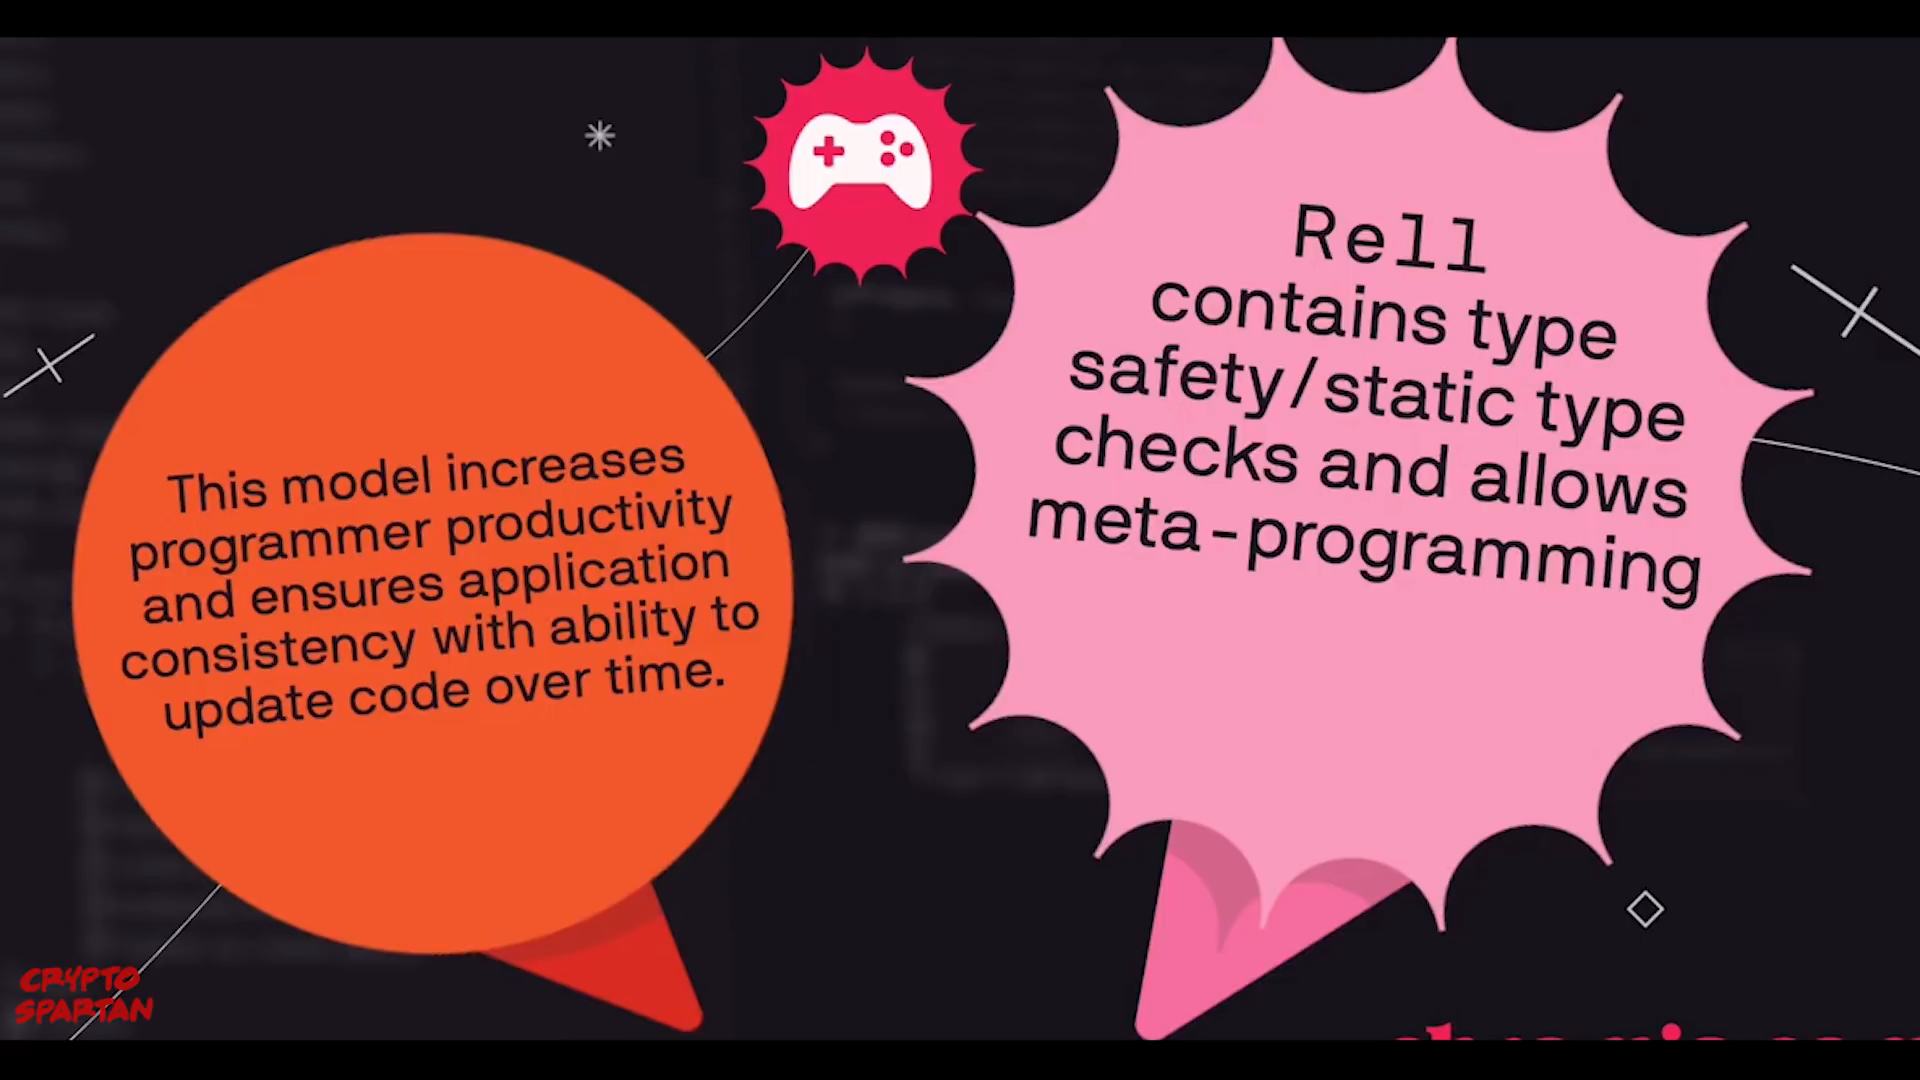 This model increases
programmer productivity
and ensures application
consistency with ability to
update code over time.
Rell
contains type
safety/static type
checks and allows
meta-programming
CRYPTO
SPARTAN